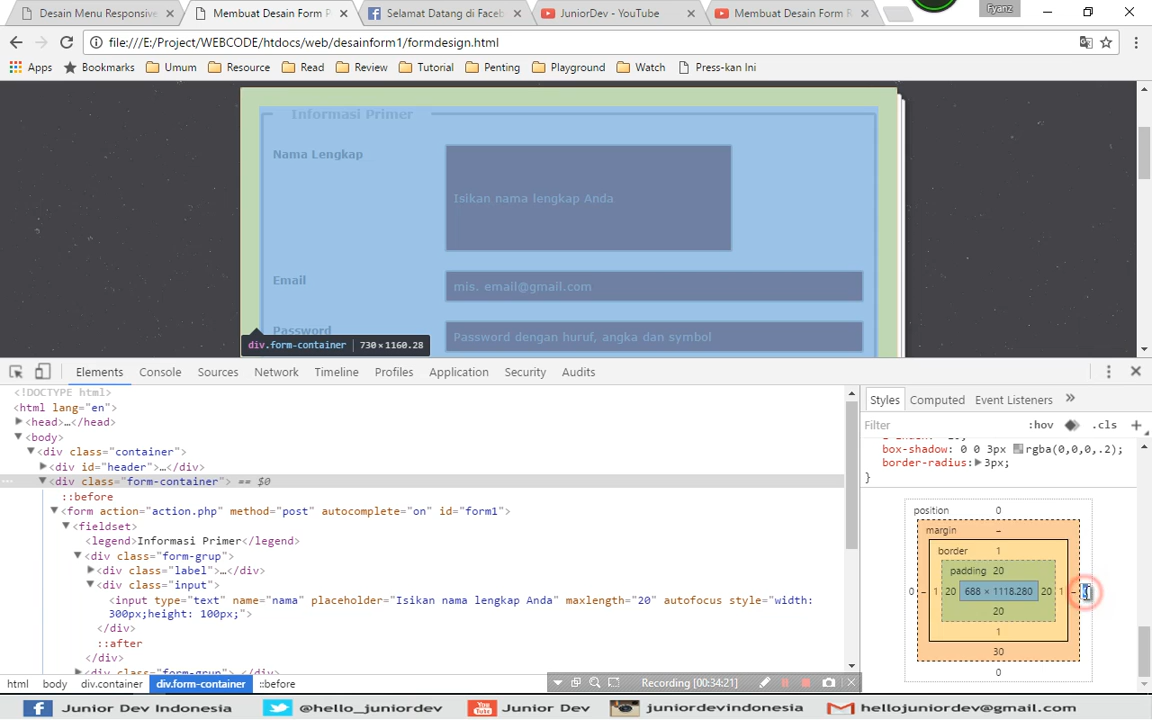 Desain Menu Responsive
Membuat Desain Form P
Selamat Datang di Faceb
JuniorDev - YouTube
Membuat Desain Form R
Fyanz
file:///E:/Project/WEBCODE/htdocs/web/desainform1/formdesign.html
Apps Bookmarks Umum Resource Read Review Tutorial Penting Playground Watch Press-kan Ini
Informasi Primer
Nama Lengkap
Isikan nama lengkap Anda
Email
mis. email@gmail.com
Password
Password dengan huruf, angka dan symbol
div.form-container | 730×1160.28
Elements Console Sources Network Timeline Profiles Application Security Audits
<!DOCTYPE html>
<html lang="en">
<head>…</head>
<body>
<div class="container">
<div id="header">…</div>
<div class="form-container"> == $0
::before
<form action="action.php" method="post" autocomplete="on" id="form1">
<fieldset>
<legend>Informasi Primer</legend>
<div class="form-grup">
<div class="label">…</div>
<div class="input">
<input type="text" name="nama" placeholder="Isikan nama lengkap Anda" maxlength="20" autofocus style="width:
300px;height: 100px;">
</div>
::after
</div>
<div class="form-grup">…</div>
html body div.container div.form-container ::before
Styles Computed Event Listeners »
Filter :hov .cls +
box-shadow: 0 0 3px rgba(0,0,0,.2);
border-radius: 3px;
}
position 0
margin –
border 1
padding 20
0 – 1 20 688 × 1118.280 20 1 –
20
1
30
0
Recording [00:34:21]
Junior Dev Indonesia @hello_juniordev Junior Dev juniordevindonesia hellojuniordev@gmail.com